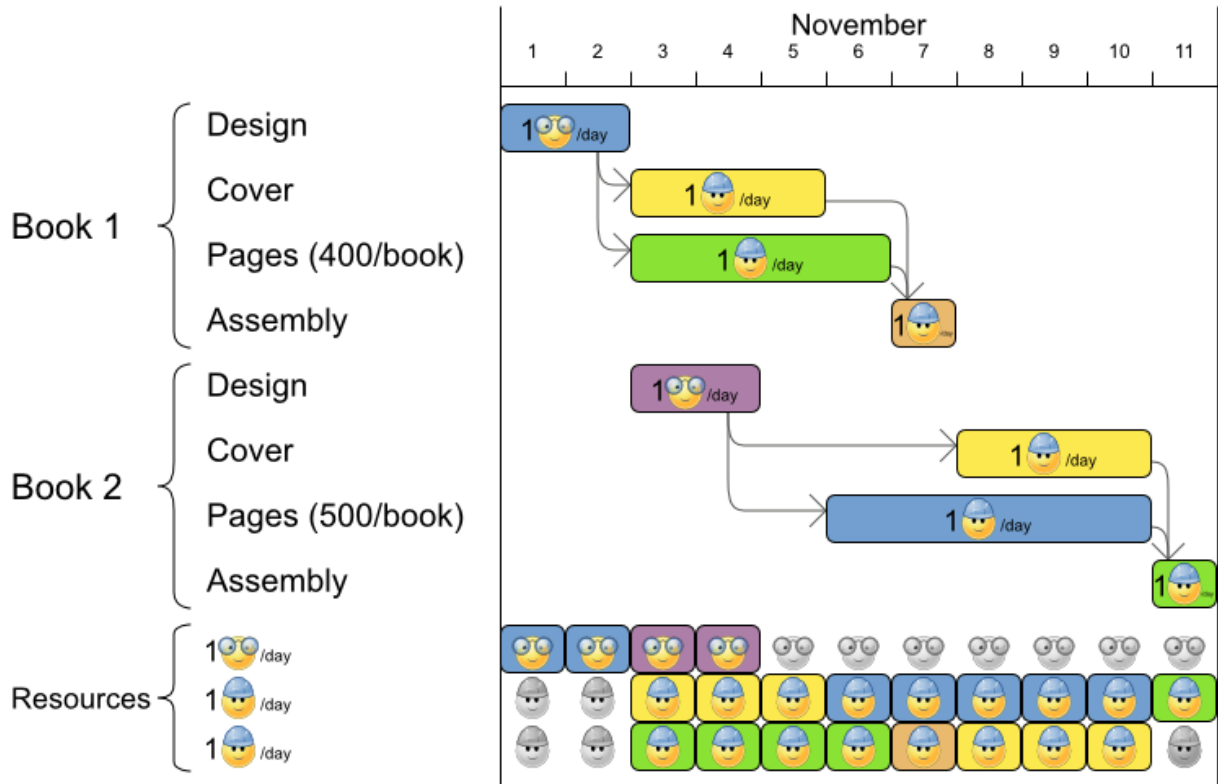 November
1 2 3 4 5 6 7 8 9 10 11
Book 1
Design
1 /day
Cover
1 /day
Pages (400/book)
1 /day
Assembly
1 /day
Book 2
Design
1 /day
Cover
1 /day
Pages (500/book)
1 /day
Assembly
1 /day
Resources
1 /day
1 /day
1 /day